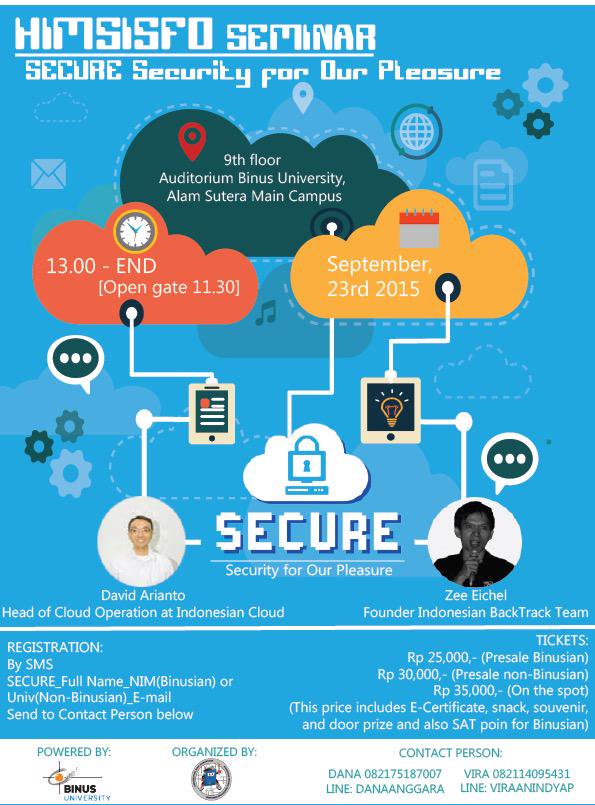 HIMSISFO SEMINAR
SECURE Security for Our Pleasure
9th floor
Auditorium Binus University,
Alam Sutera Main Campus
13.00 - END
[Open gate 11.30]
September,
23rd 2015
SECURE
Security for Our Pleasure
David Arianto
Head of Cloud Operation at Indonesian Cloud
Zee Eichel
Founder Indonesian BackTrack Team
REGISTRATION:
By SMS
SECURE_Full Name_NIM(Binusian) or
Univ(Non-Binusian)_E-mail
Send to Contact Person below
TICKETS:
Rp 25,000,- (Presale Binusian)
Rp 30,000,- (Presale non-Binusian)
Rp 35,000,- (On the spot)
(This price includes E-Certificate, snack, souvenir,
and door prize and also SAT poin for Binusian)
POWERED BY:
BINUS
UNIVERSITY
ORGANIZED BY:
CONTACT PERSON:
DANA 082175187007
LINE: DANAANGGARA
VIRA 082114095431
LINE: VIRAANINDYAP